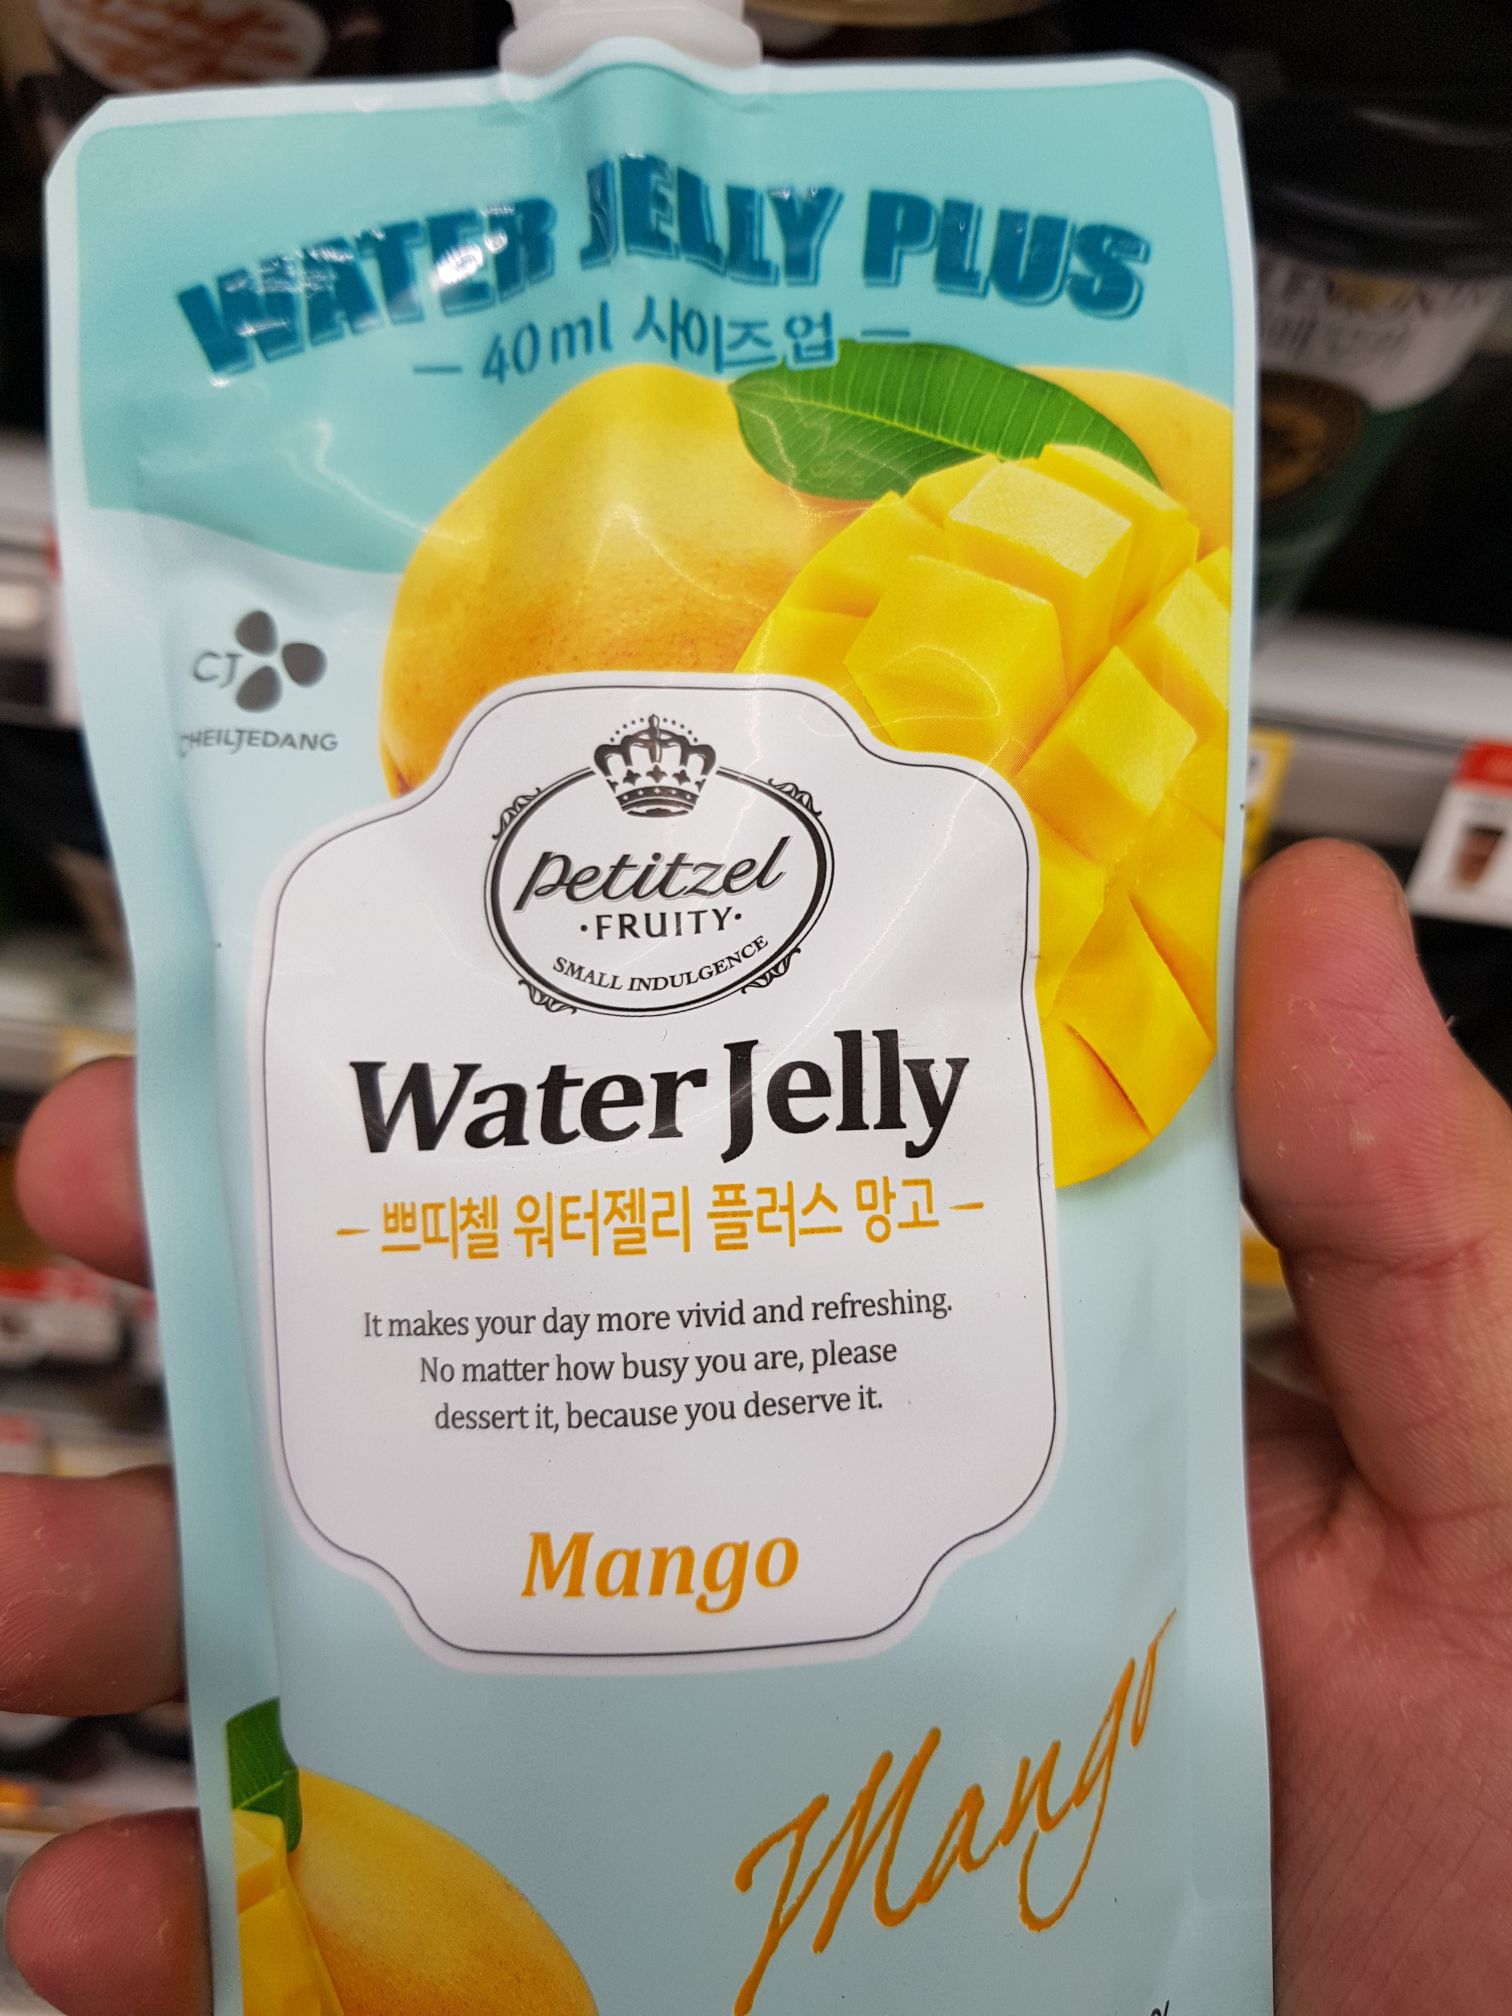 WATER JELLY PLUS
- 40ml 사이즈업 -
CJ
CHEILJEDANG
Petitzel
·FRUITY·
SMALL INDULGENCE
Water Jelly
- 쁘띠첼 워터젤리 플러스 망고 -
It makes your day more vivid and refreshing.
No matter how busy you are, please
dessert it, because you deserve it.
Mango
Mango
%